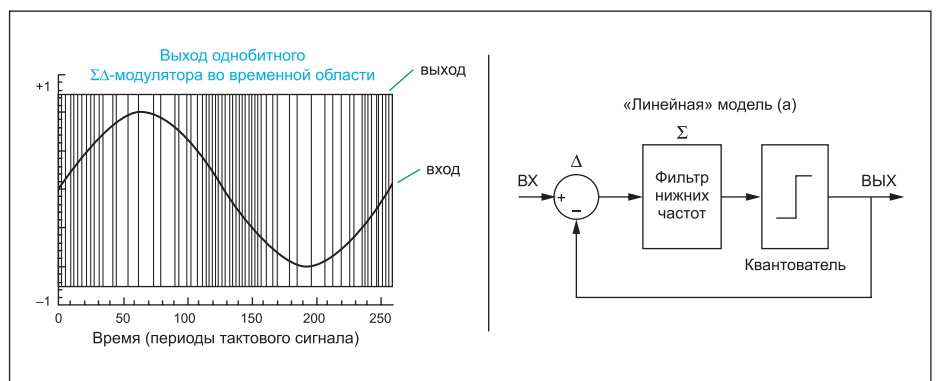 Выход однобитного
ΣΔ-модулятора во временной области
выход
+1
вход
–1
0 50 100 150 200 250
Время (периоды тактового сигнала)
«Линейная» модель (а)
Σ
Δ
ВХ
+
–
Фильтр
нижних
частот
ВЫХ
Квантователь